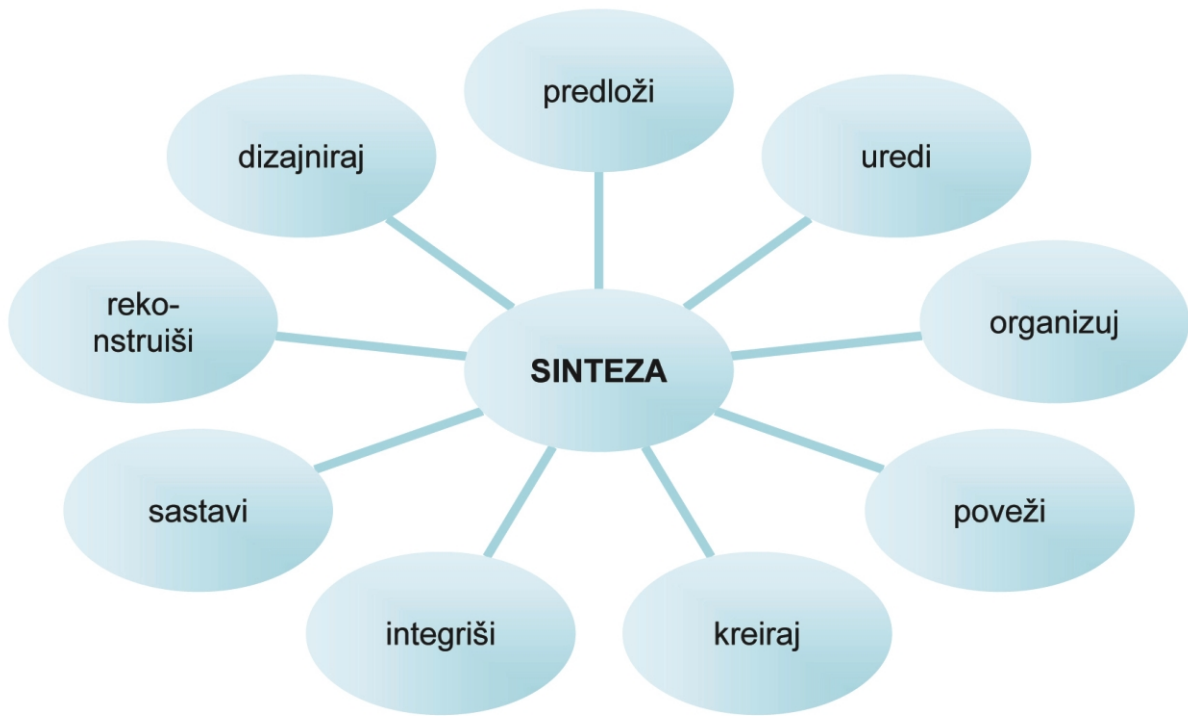 predloži
dizajniraj
uredi
reko-
nstruiši
organizuj
SINTEZA
sastavi
poveži
integriši
kreiraj